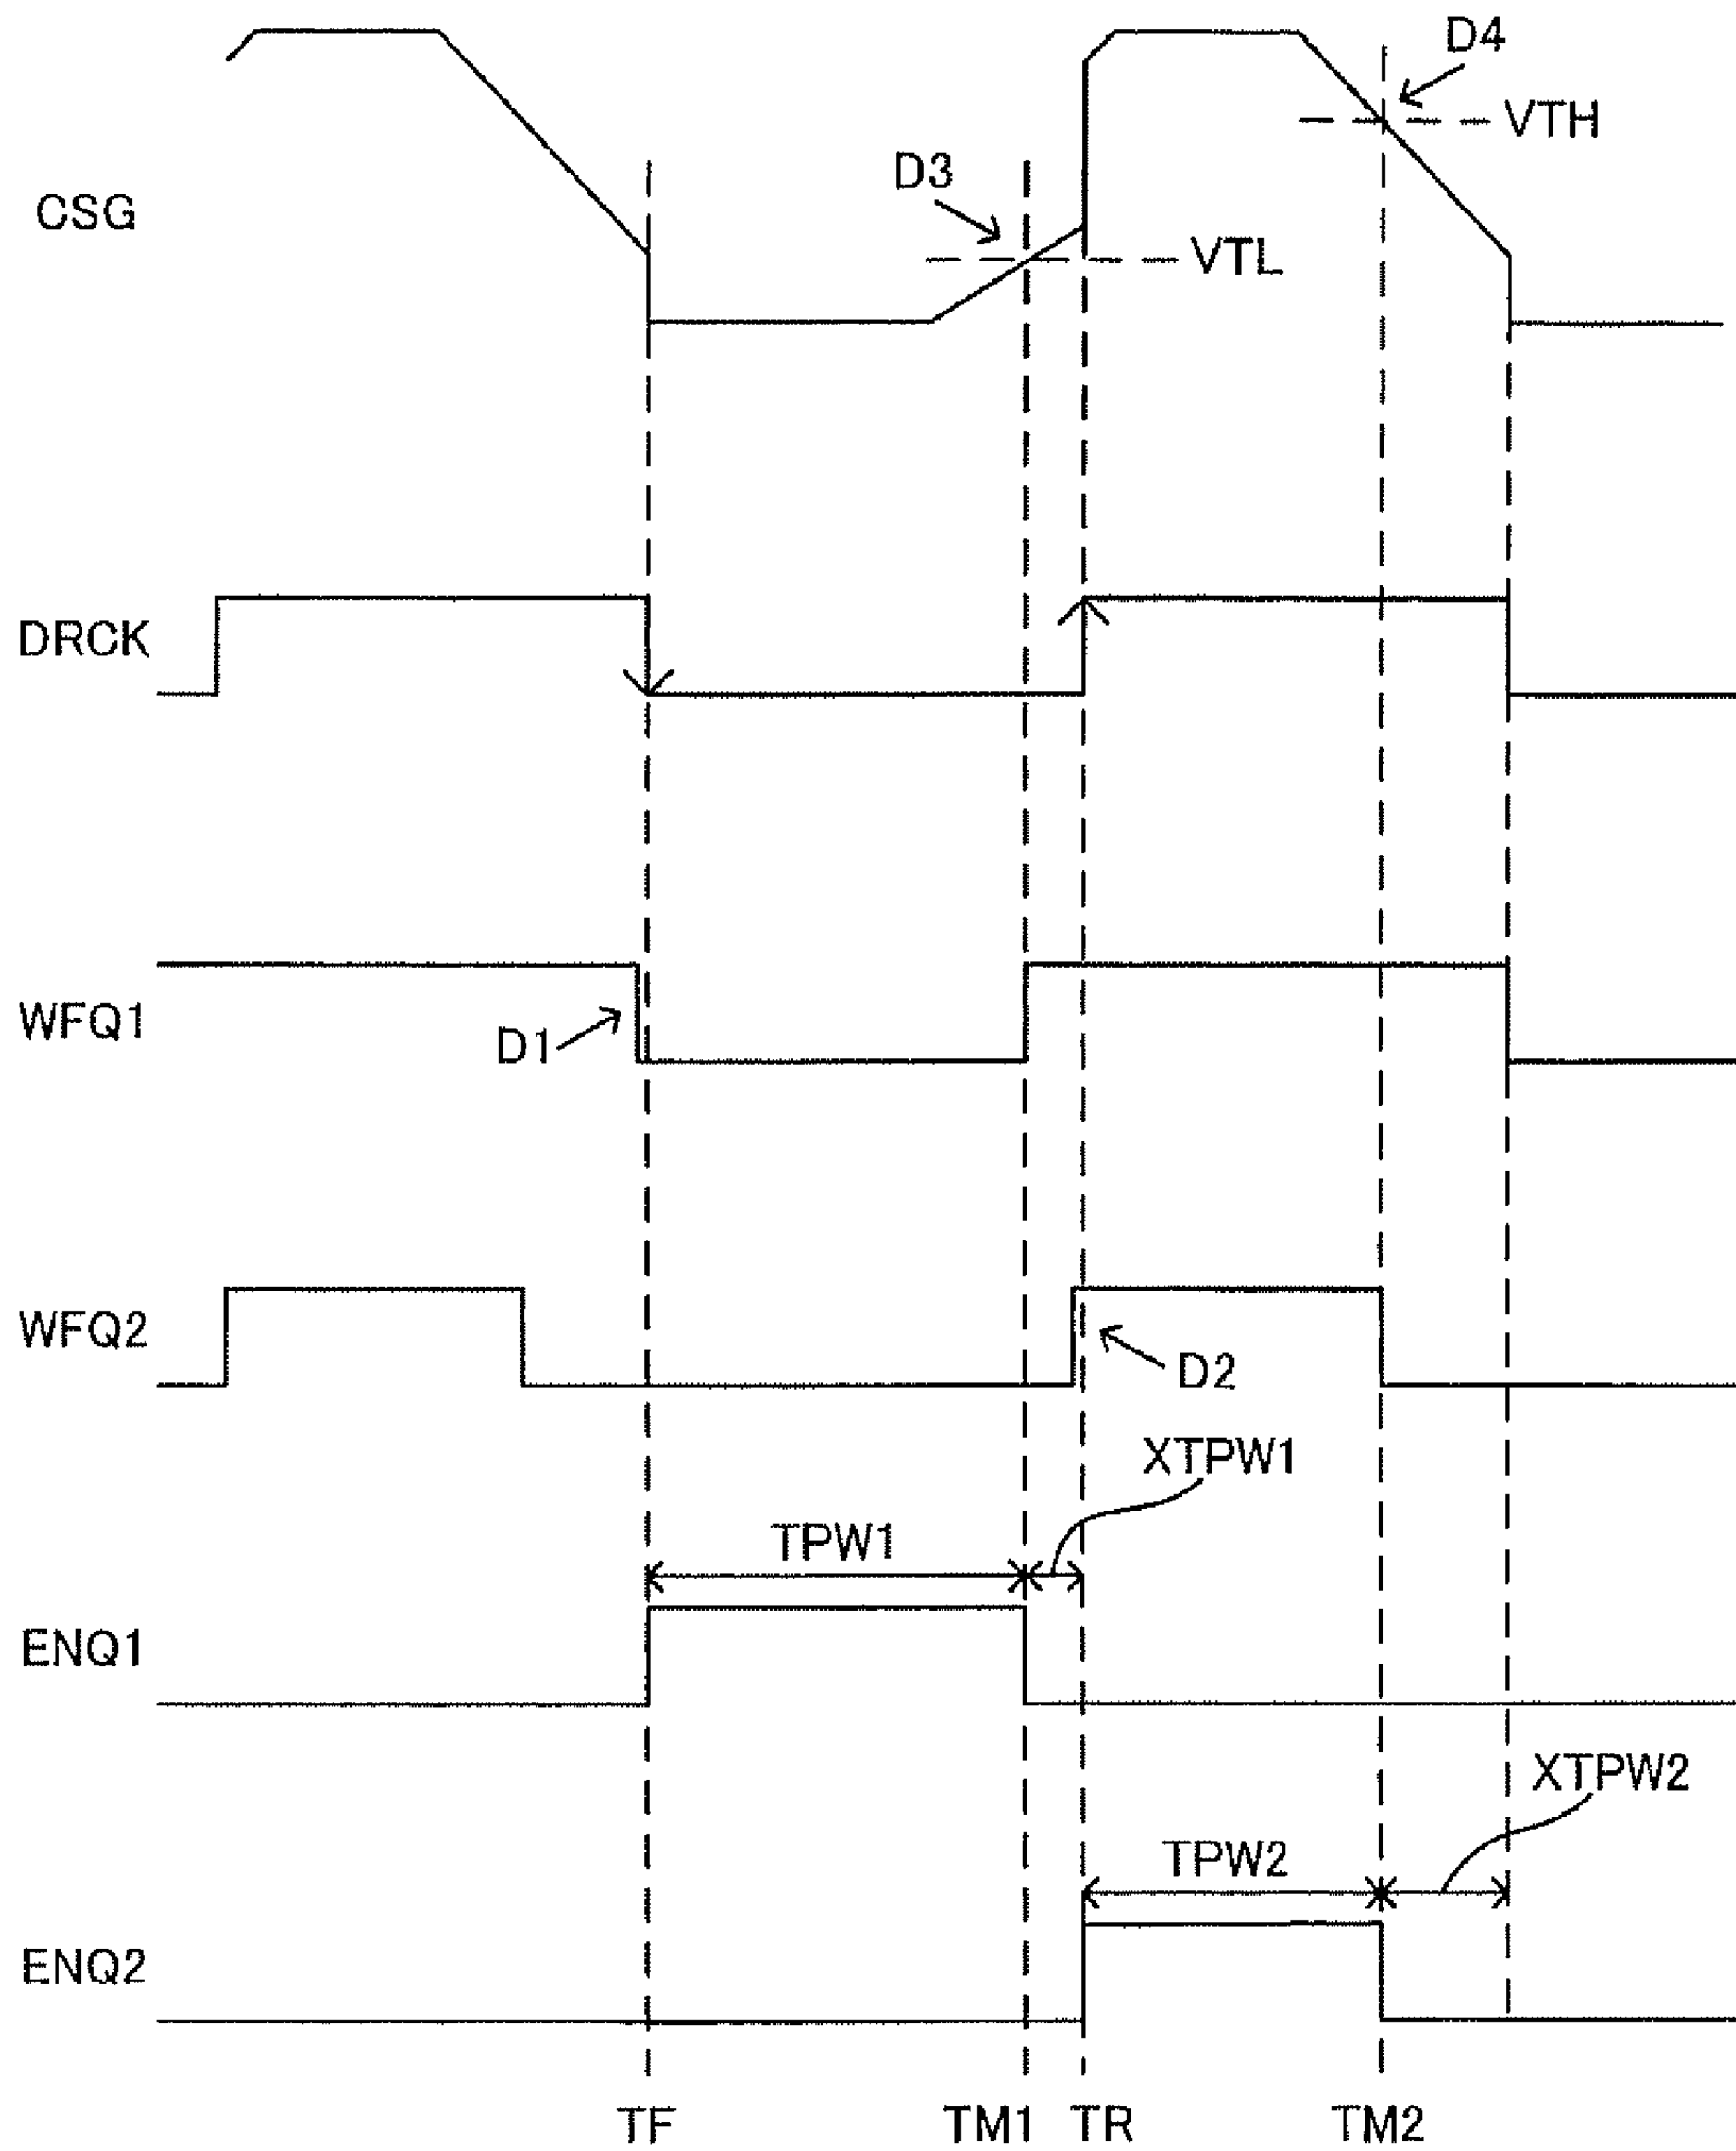 D4
VTH
D3
CSG
VTL
DRCK
WFQ1
D1
WFQ2
D2
XTPW1
TPW1
ENQ1
XTPW2
TPW2
ENQ2
TF
TM1
TR
TM2